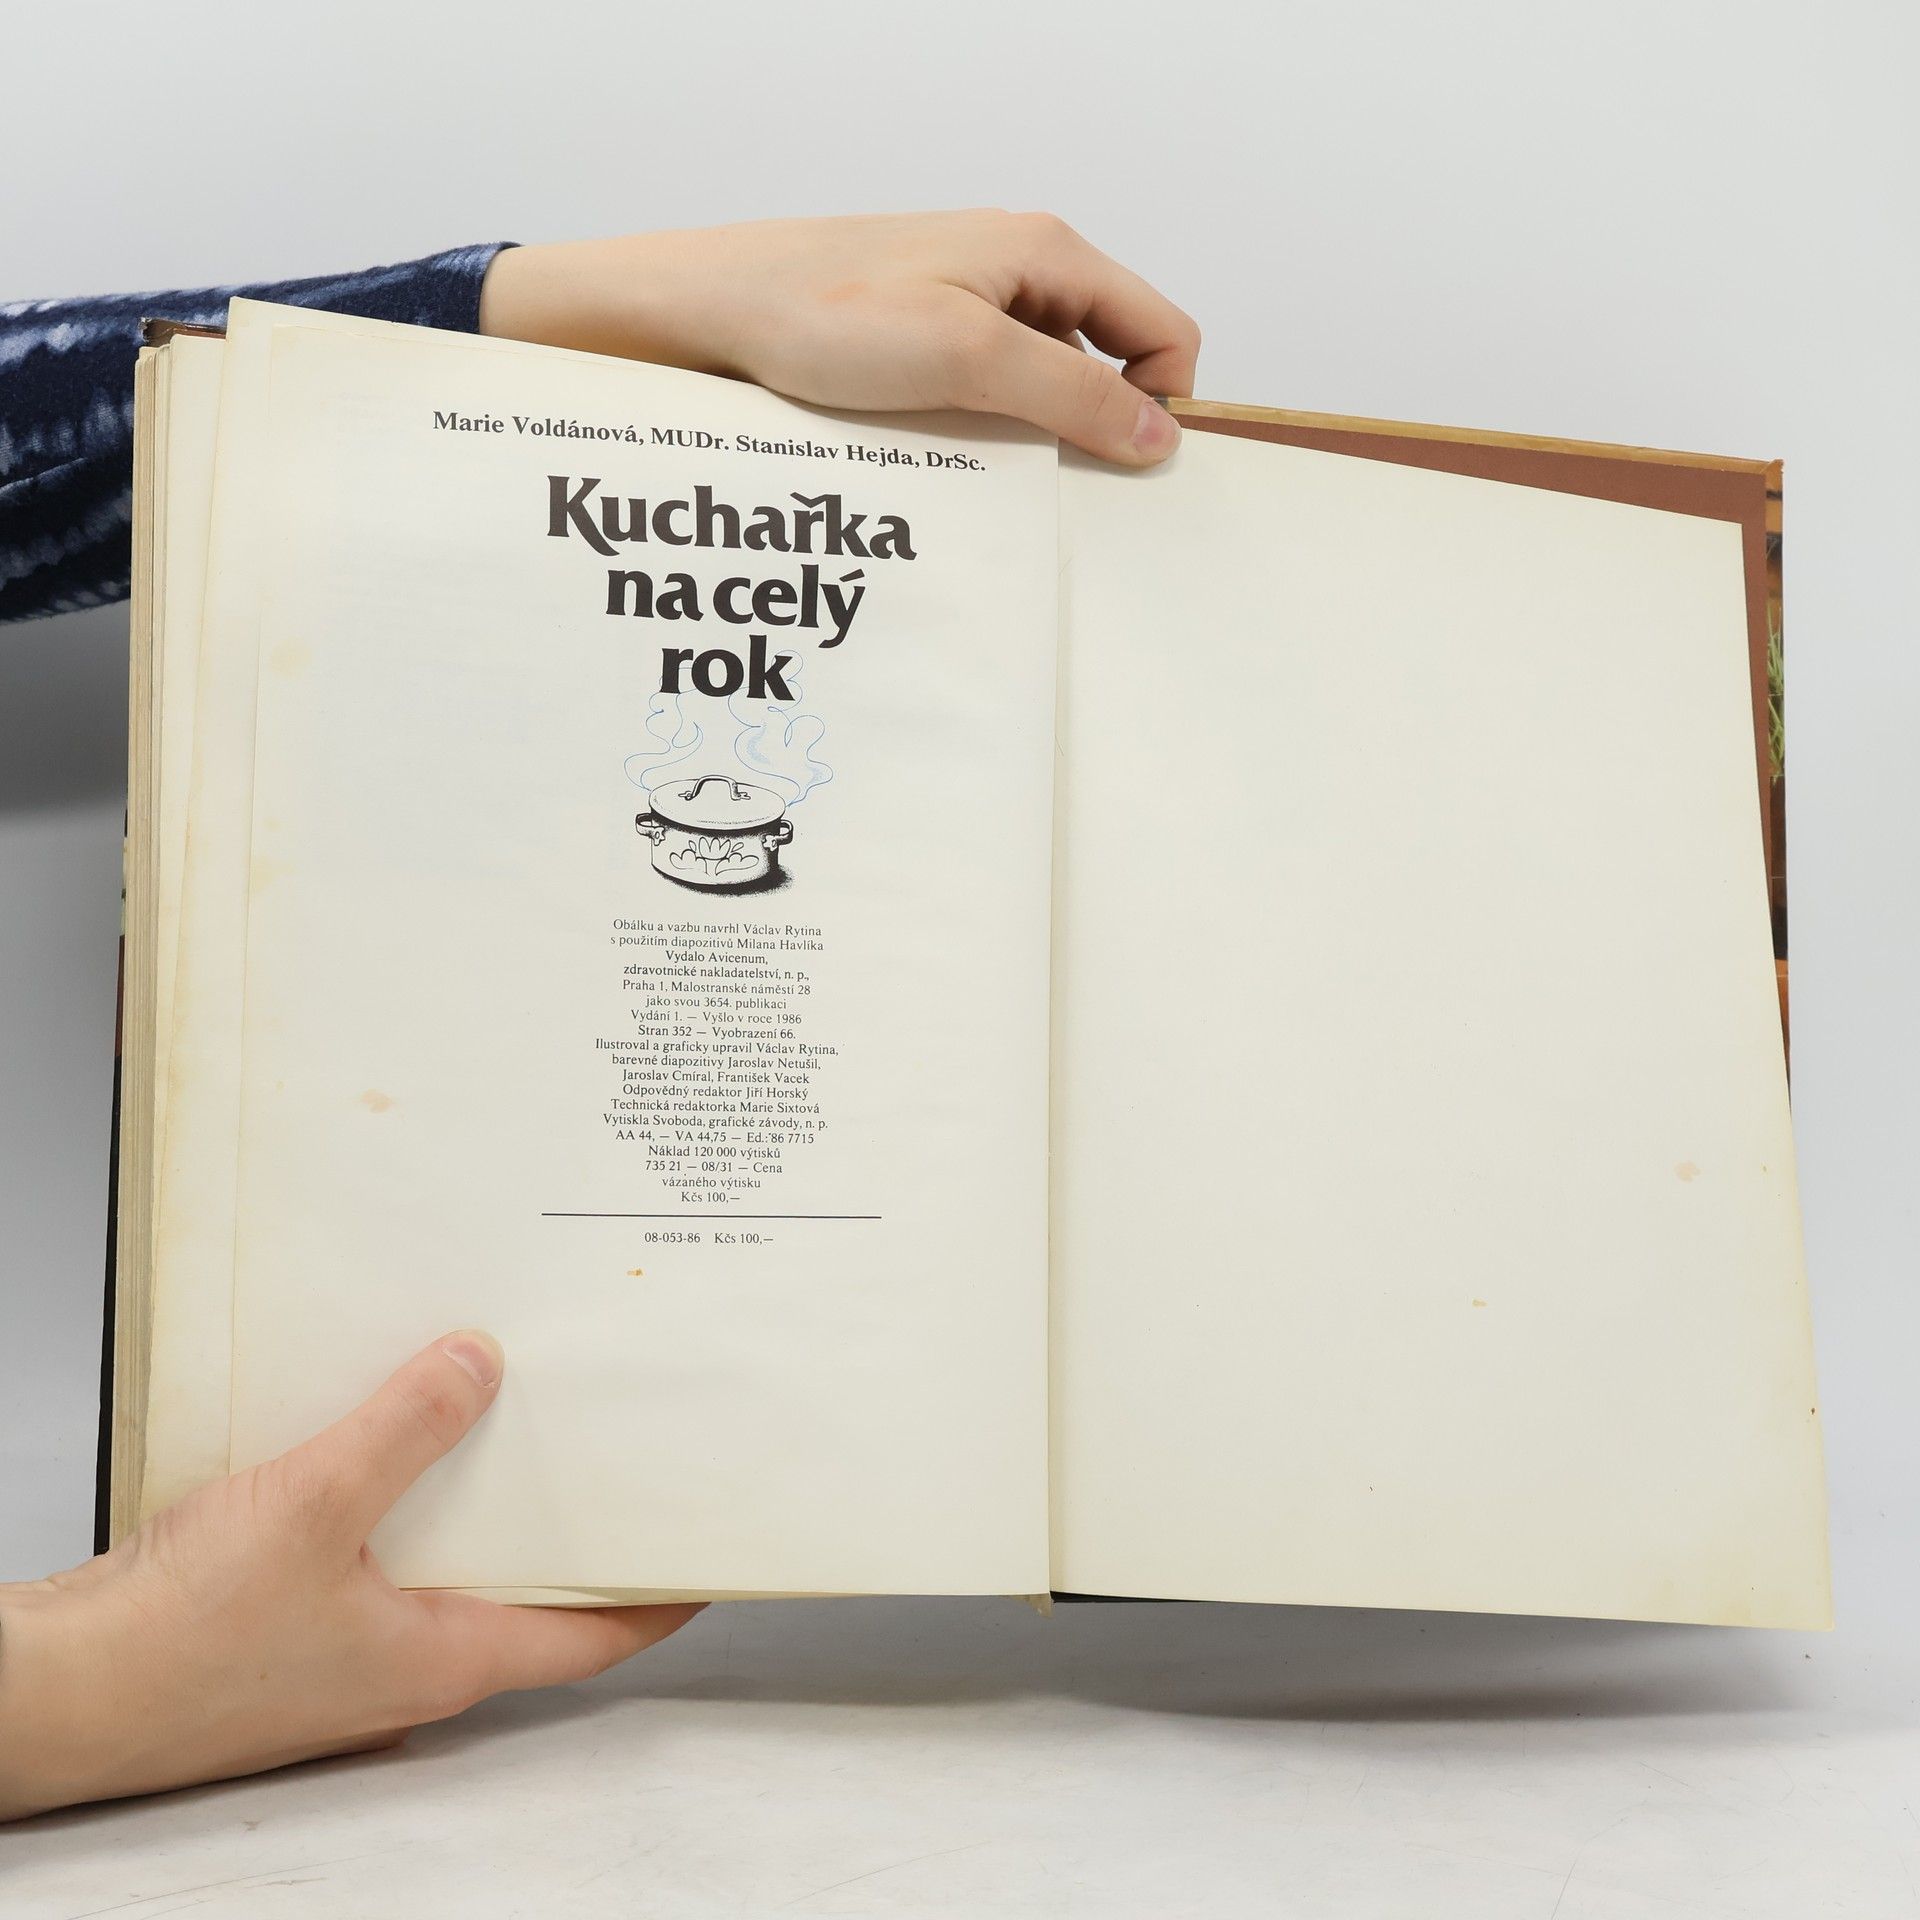 Marie Voldánová, MUDr. Stanislav Hejda, DrSc.
Kuchařka
na celý
rok
Obálku a vazbu navrhl Václav Rytina
s použitím diapozitivů Milana Havlíka
Vydalo Avicenum,
zdravotnické nakladatelství, n. p.,
Praha 1, Malostranské náměstí 28
jako svou 3654. publikaci
Vydání 1. — Vyšlo v roce 1986
Stran 352 — Vyobrazení 66.
Ilustroval a graficky upravil Václav Rytina,
barevné diapozitivy Jaroslav Netušil,
Jaroslav Cmíral, František Vacek
Odpovědný redaktor Jiří Horský
Technická redaktorka Marie Sixtová
Vytiskla Svoboda, grafické závody, n. p.
AA 44, — VA 44,75 — Ed.: 86 7715
Náklad 120 000 výtisků
735 21 — 08/31 — Cena
vázaného výtisku
Kčs 100,—
08-053-86 Kčs 100,—